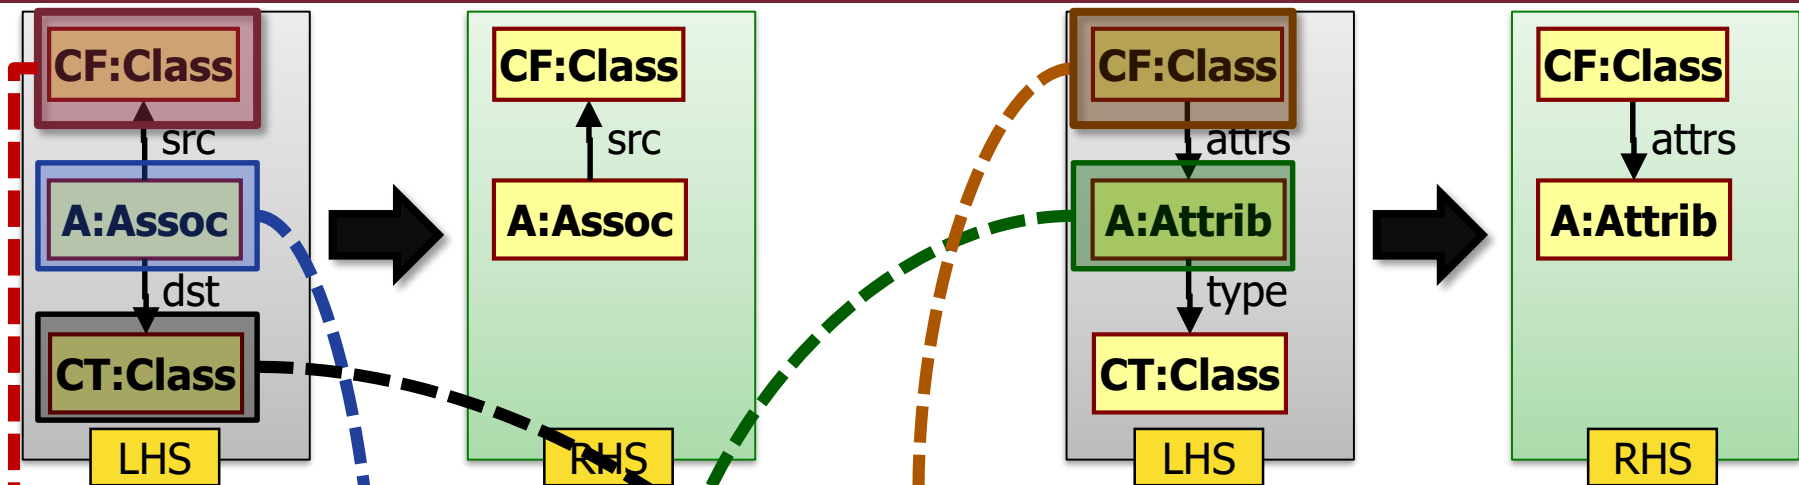 CF:Class
src
A:Assoc
dst
CT:Class
LHS
CF:Class
src
A:Assoc
RHS
CF:Class
attrs
A:Attrib
type
CT:Class
LHS
CF:Class
attrs
A:Attrib
RHS